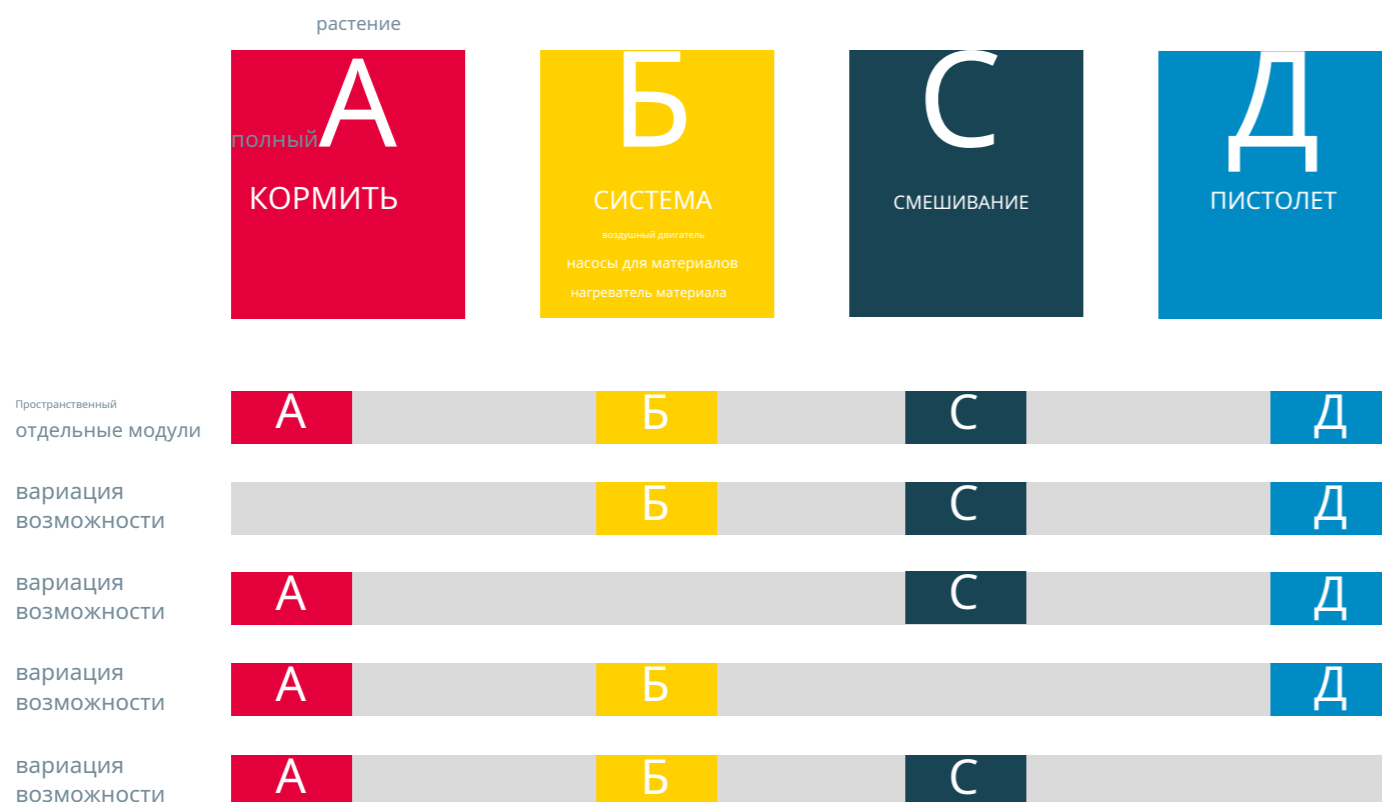 растение
А
Б
С
Д
полный
КОРМИТЬ
СИСТЕМА
СМЕШИВАНИЕ
ПИСТОЛЕТ
воздушный двигатель
насосы для материалов
нагреватель материала
Пространственный
отдельные модули
А
Б
С
Д
вариация
возможности
Б
С
Д
вариация
возможности
А
С
Д
вариация
возможности
А
Б
Д
вариация
возможности
А
Б
С